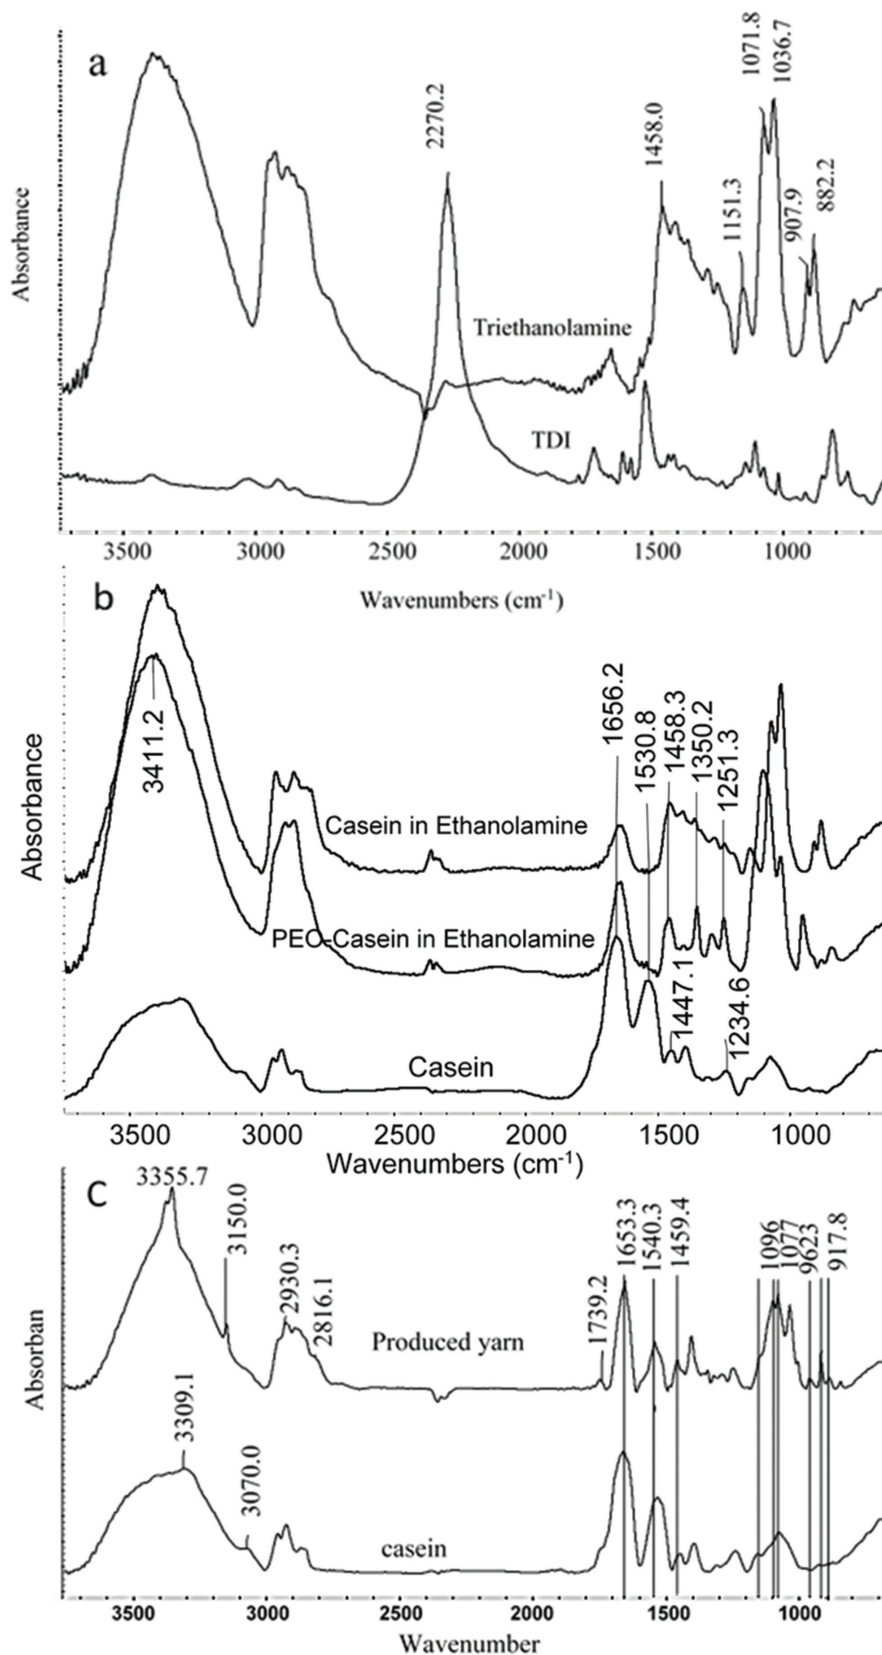 a
1071.8
1036.7
2270.2
1458.0
1151.3
907.9
882.2
Absorbance
Triethanolamine
TDI
3500 3000 2500 2000 1500 1000
Wavenumbers (cm-1)
b
3411.2
1656.2
1530.8
1458.3
1350.2
1251.3
Absorbance
Casein in Ethanolamine
PEO-Casein in Ethanolamine
1447.1
1234.6
Casein
3500 3000 2500 2000 1500 1000
Wavenumbers (cm-1)
C
3355.7
3150.0
2930.3
2816.1
1739.2
1653.3
1540.3
1459.4
1096
1077
9623
917.8
Absorban
Produced yarn
3309.1
3070.0
casein
3500 3000 2500 2000 1500 1000
Wavenumber